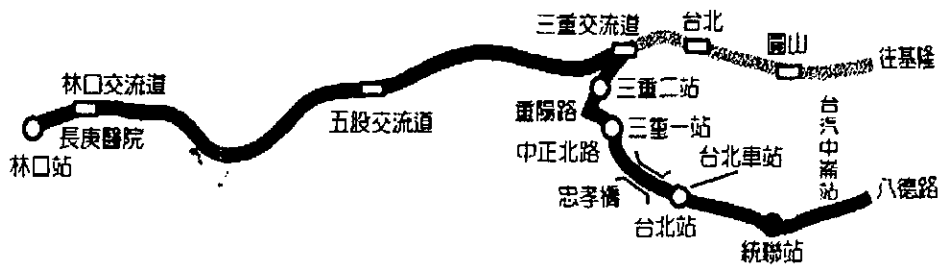 三重交流道
台北
圓山
往基隆
林口交流道
長庚醫院
林口站
五股交流道
三重二站
重陽路
三重一站
中正北路
台北車站
忠孝橋
台北站
台汽中崙站
八德路
統聯站